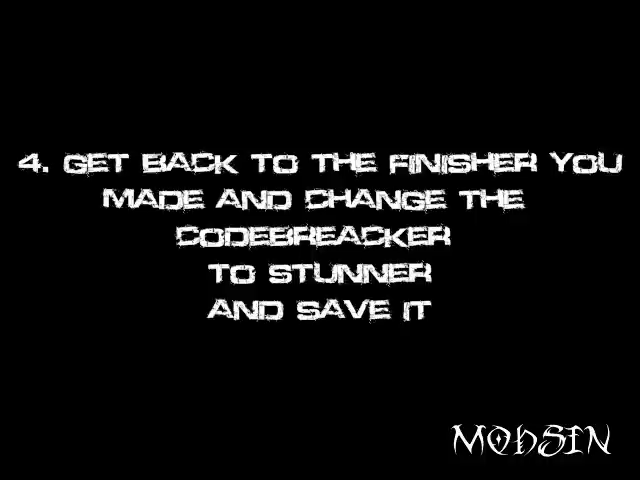 4. GET BACK TO THE FINISHER YOU
MADE AND CHANGE THE
CODEBREACKER
TO STUNNER
AND SAVE IT
MOHSIN